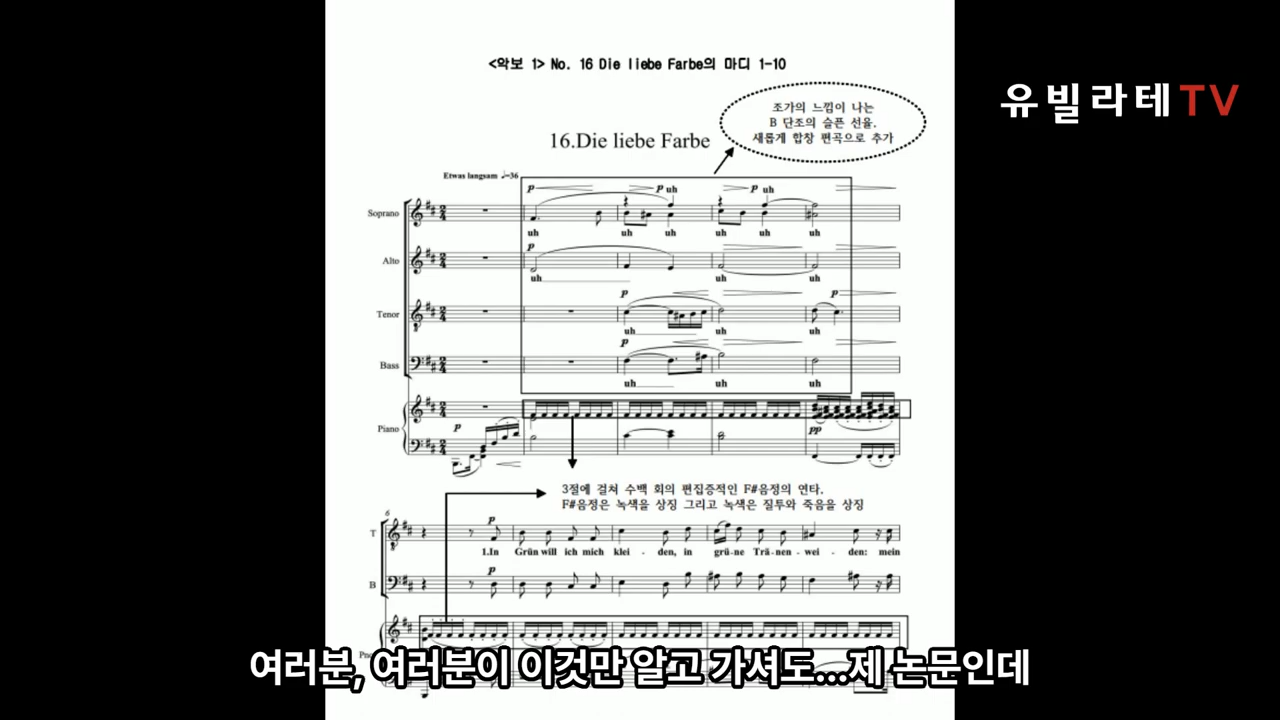 <악보 1> No. 16 Die liebe Farbe의 마디 1-10
유빌라테TV
조가의 느낌이 나는
B 단조의 슬픈 선율.
새롭게 합창 편곡으로 추가
16.Die liebe Farbe
Etwas langsam ♩=36
p p uh p uh
Soprano
uh uh uh uh uh uh
p
Alto
uh uh uh
p p
Tenor
uh uh uh
p
Bass
uh uh uh
Piano
p pp
3절에 걸쳐 수백 회의 편집증적인 F#음정의 연타.
F#음정은 녹색을 상징 그리고 녹색은 질투와 죽음을 상징
6
p
T
1.In Grün will ich mich klei - den, in grü-ne Trä-nen-wei - den: mein
p
B
여러분, 여러분이 이것만 알고 가셔도...제 논문인데